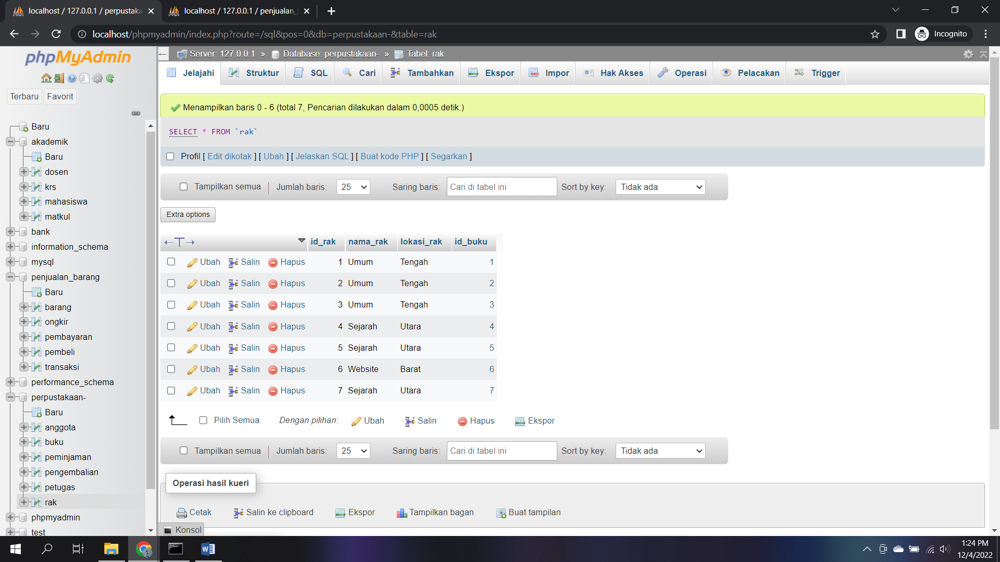 localhost / 127.0.0.1 / perpustaka
localhost / 127.0.0.1 / penjualan_
localhost/phpmyadmin/index.php?route=/sql&pos=0&db=perpustakaan-&table=rak
Incognito
phpMyAdmin
Terbaru Favorit
Baru
akademik
Baru
dosen
krs
mahasiswa
matkul
bank
information_schema
mysql
penjualan_barang
Baru
barang
ongkir
pembayaran
pembeli
transaksi
performance_schema
perpustakaan-
Baru
anggota
buku
peminjaman
pengembalian
petugas
rak
phpmyadmin
test
Server: 127.0.0.1 » Database: perpustakaan- » Tabel: rak
Jelajahi Struktur SQL Cari Tambahkan Ekspor Impor Hak Akses Operasi Pelacakan Trigger
Menampilkan baris 0 - 6 (total 7, Pencarian dilakukan dalam 0,0005 detik.)
SELECT * FROM `rak`
Profil [ Edit dikotak ] [ Ubah ] [ Jelaskan SQL ] [ Buat kode PHP ] [ Segarkan ]
Tampilkan semua Jumlah baris: 25 Saring baris: Cari di tabel ini Sort by key: Tidak ada
Extra options
←T→ id_rak nama_rak lokasi_rak id_buku
Ubah Salin Hapus 1 Umum Tengah 1
Ubah Salin Hapus 2 Umum Tengah 2
Ubah Salin Hapus 3 Umum Tengah 3
Ubah Salin Hapus 4 Sejarah Utara 4
Ubah Salin Hapus 5 Sejarah Utara 5
Ubah Salin Hapus 6 Website Barat 6
Ubah Salin Hapus 7 Sejarah Utara 7
Pilih Semua Dengan pilihan: Ubah Salin Hapus Ekspor
Tampilkan semua Jumlah baris: 25 Saring baris: Cari di tabel ini Sort by key: Tidak ada
Operasi hasil kueri
Cetak Salin ke clipboard Ekspor Tampilkan bagan Buat tampilan
Konsol
1:24 PM
12/4/2022